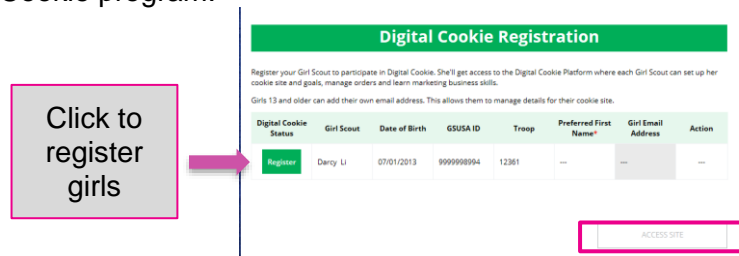 Cookie program.
Digital Cookie Registration
Register your Girl Scout to participate in Digital Cookie. She'll get access to the Digital Cookie Platform where each Girl Scout can set up her
cookie site and goals, manage orders and learn marketing business skills.
Girls 13 and older can add their own email address. This allows them to manage details for their cookie site.
Click to
register
girls
Digital Cookie
Status
Girl Scout
Date of Birth
GSUSA ID
Troop
Preferred First
Name*
Girl Email
Address
Action
Register
Darcy Li
07/01/2013
9999998994
12361
---
---
---
ACCESS SITE